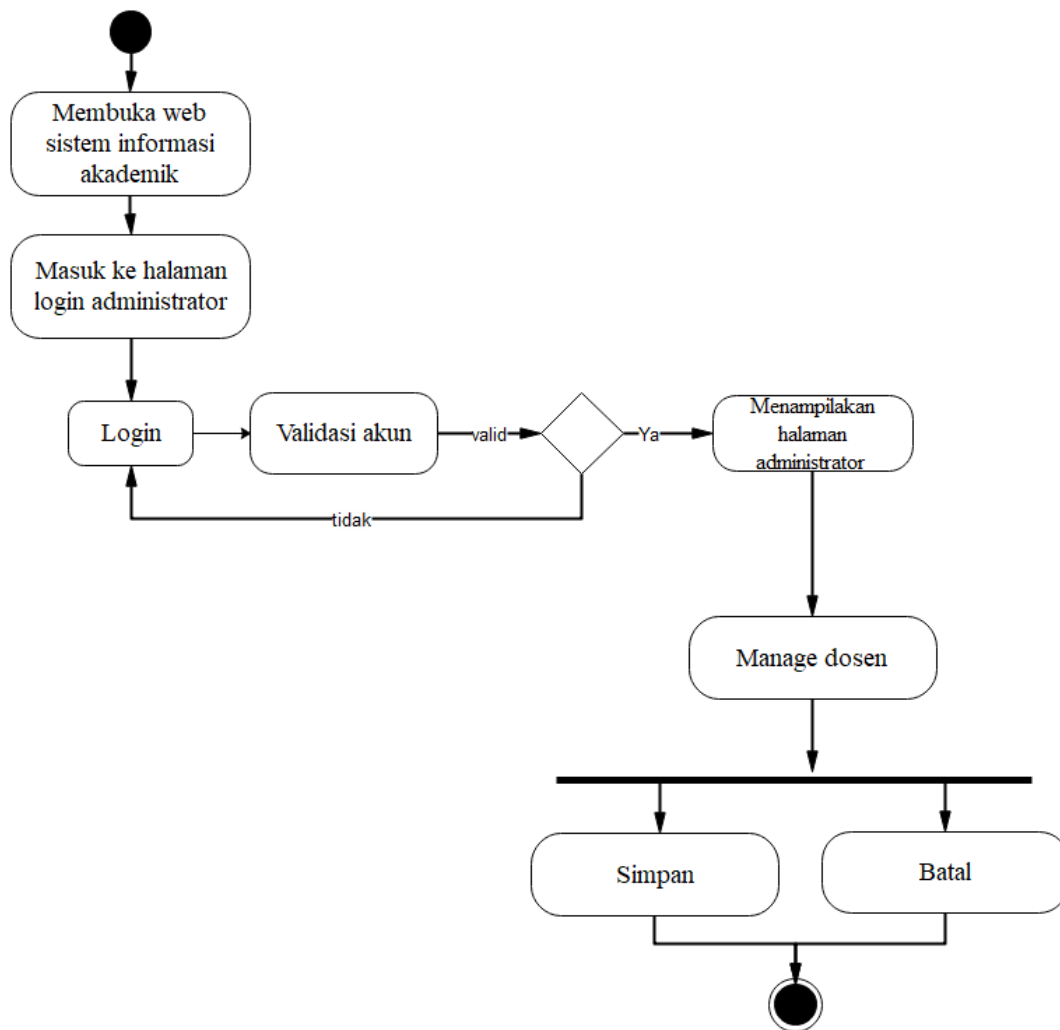 Membuka web
sistem informasi
akademik
Masuk ke halaman
login administrator
Login
Validasi akun
valid
Ya
Menampilakan
halaman
administrator
tidak
Manage dosen
Simpan
Batal